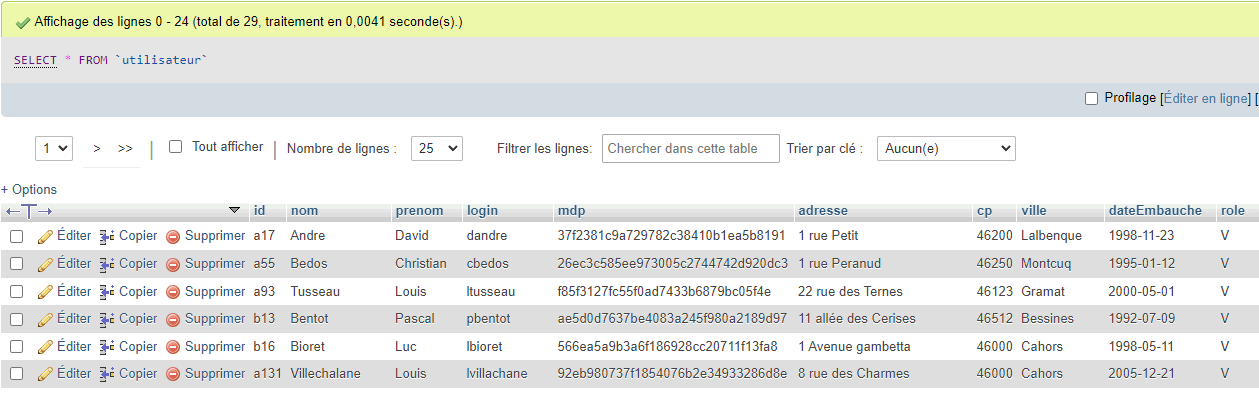 Affichage des lignes 0 - 24 (total de 29, traitement en 0,0041 seconde(s).)
SELECT * FROM `utilisateur`
Profilage [Éditer en ligne] [
1 > >> | Tout afficher | Nombre de lignes : 25 Filtrer les lignes: Chercher dans cette table Trier par clé : Aucun(e)
+ Options
←T→ id nom prenom login mdp adresse cp ville dateEmbauche role
Éditer Copier Supprimer a17 Andre David dandre 37f2381c9a729782c38410b1ea5b8191 1 rue Petit 46200 Lalbenque 1998-11-23 V
Éditer Copier Supprimer a55 Bedos Christian cbedos 26ec3c585ee973005c2744742d920dc3 1 rue Peranud 46250 Montcuq 1995-01-12 V
Éditer Copier Supprimer a93 Tusseau Louis ltusseau f85f3127fc55f0ad7433b6879bc05f4e 22 rue des Ternes 46123 Gramat 2000-05-01 V
Éditer Copier Supprimer b13 Bentot Pascal pbentot ae5d0d7637be4083a245f980a2189d97 11 allée des Cerises 46512 Bessines 1992-07-09 V
Éditer Copier Supprimer b16 Bioret Luc lbioret 566ea5a9b3a6f186928cc20711f13fa8 1 Avenue gambetta 46000 Cahors 1998-05-11 V
Éditer Copier Supprimer a131 Villechalane Louis lvillachane 92eb980737f1854076b2e34933286d8e 8 rue des Charmes 46000 Cahors 2005-12-21 V